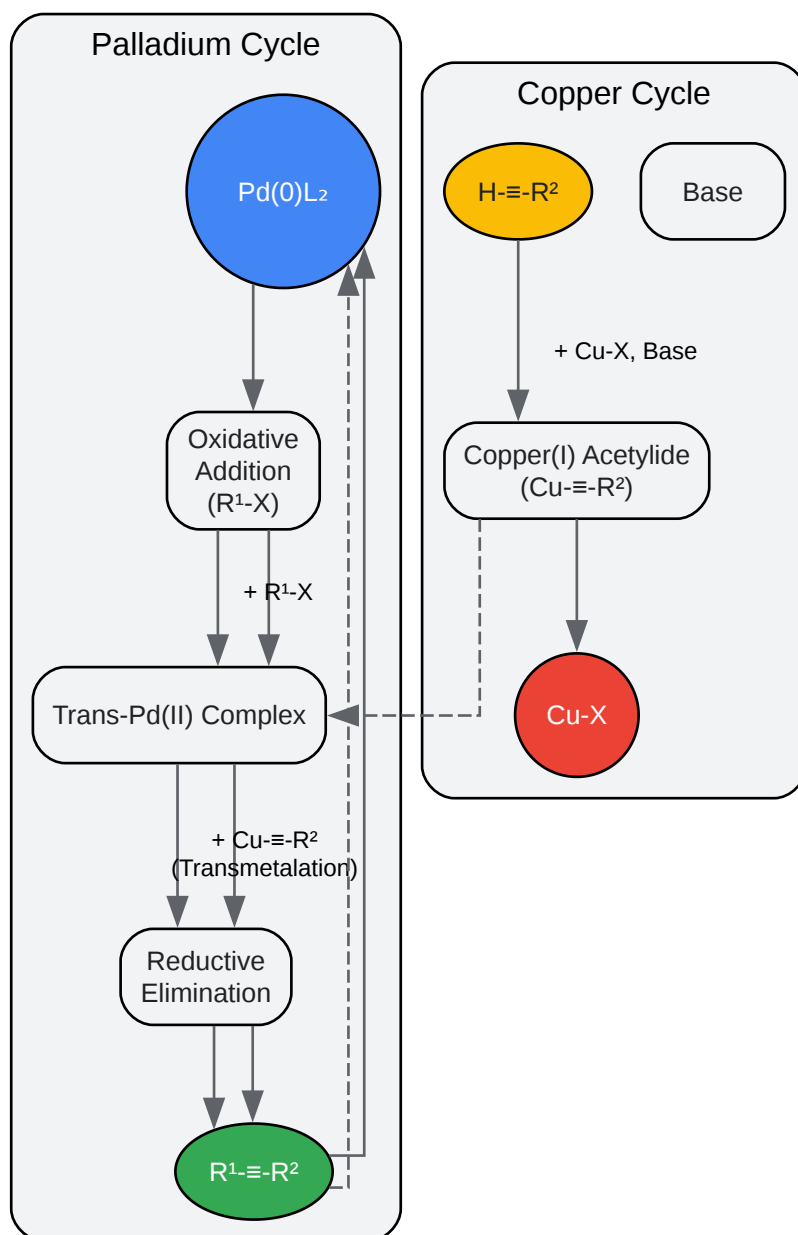 Palladium Cycle
Pd(0)L₂
Oxidative
Addition
(R¹-X)
+ R¹-X
Trans-Pd(II) Complex
+ Cu-≡-R²
(Transmetalation)
Reductive
Elimination
R¹-≡-R²
Copper Cycle
H-≡-R²
Base
+ Cu-X, Base
Copper(I) Acetylide
(Cu-≡-R²)
Cu-X